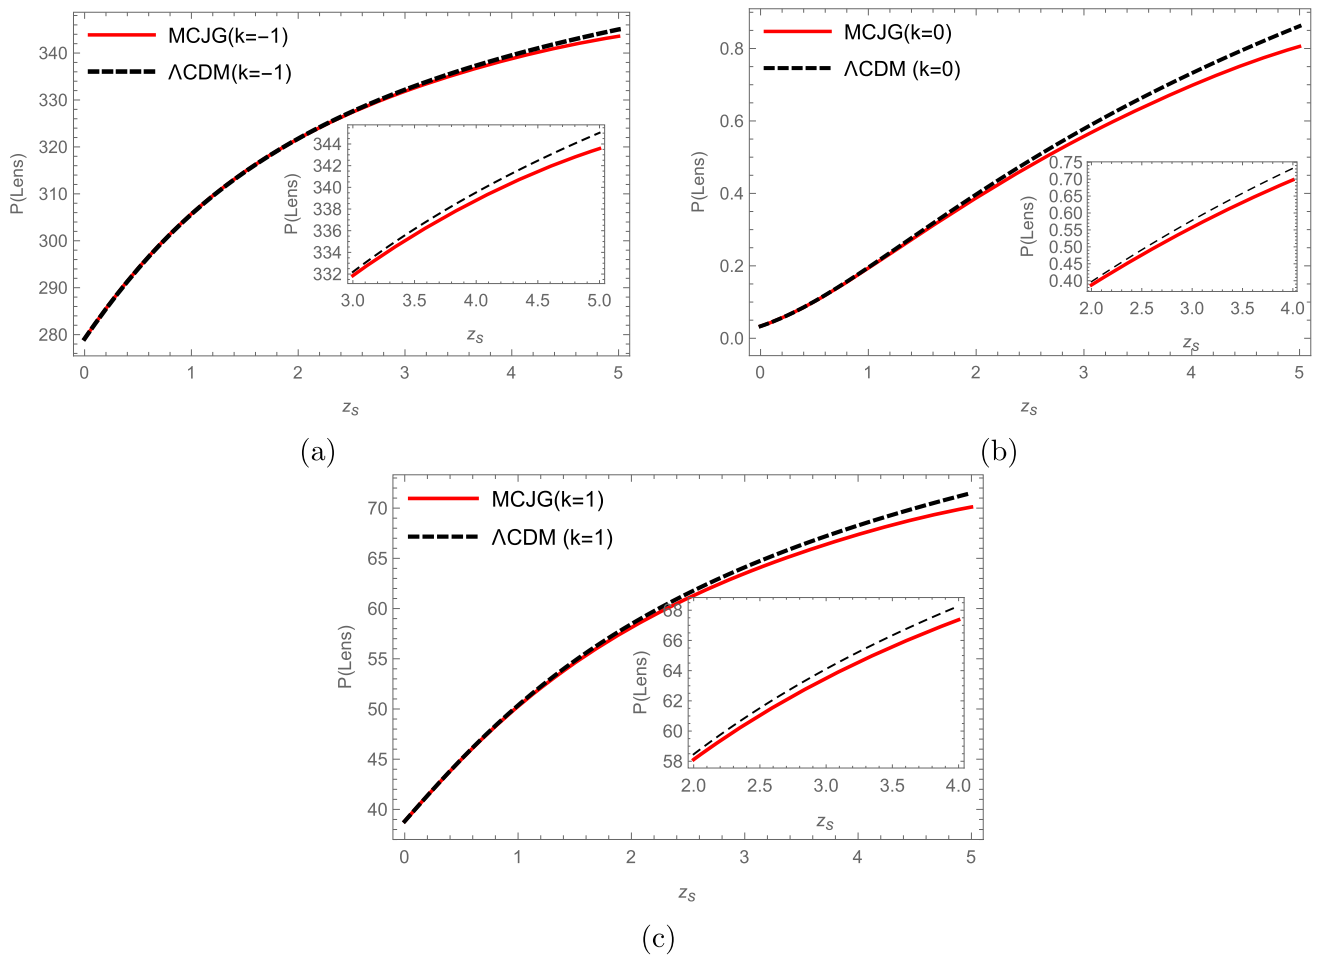 MCJG(k=−1)
ΛCDM(k=−1)
P(Lens)
340
330
320
310
300
290
280
0 1 2 3 4 5
z_s
P(Lens)
344
342
340
338
336
334
332
3.0 3.5 4.0 4.5 5.0
z_s
(a)
MCJG(k=0)
ΛCDM (k=0)
P(Lens)
0.8
0.6
0.4
0.2
0.0
0 1 2 3 4 5
z_s
P(Lens)
0.75
0.70
0.65
0.60
0.55
0.50
0.45
0.40
2.0 2.5 3.0 3.5 4.0
z_s
(b)
MCJG(k=1)
ΛCDM (k=1)
P(Lens)
70
65
60
55
50
45
40
0 1 2 3 4 5
z_s
P(Lens)
68
66
64
62
60
58
2.0 2.5 3.0 3.5 4.0
z_s
(c)